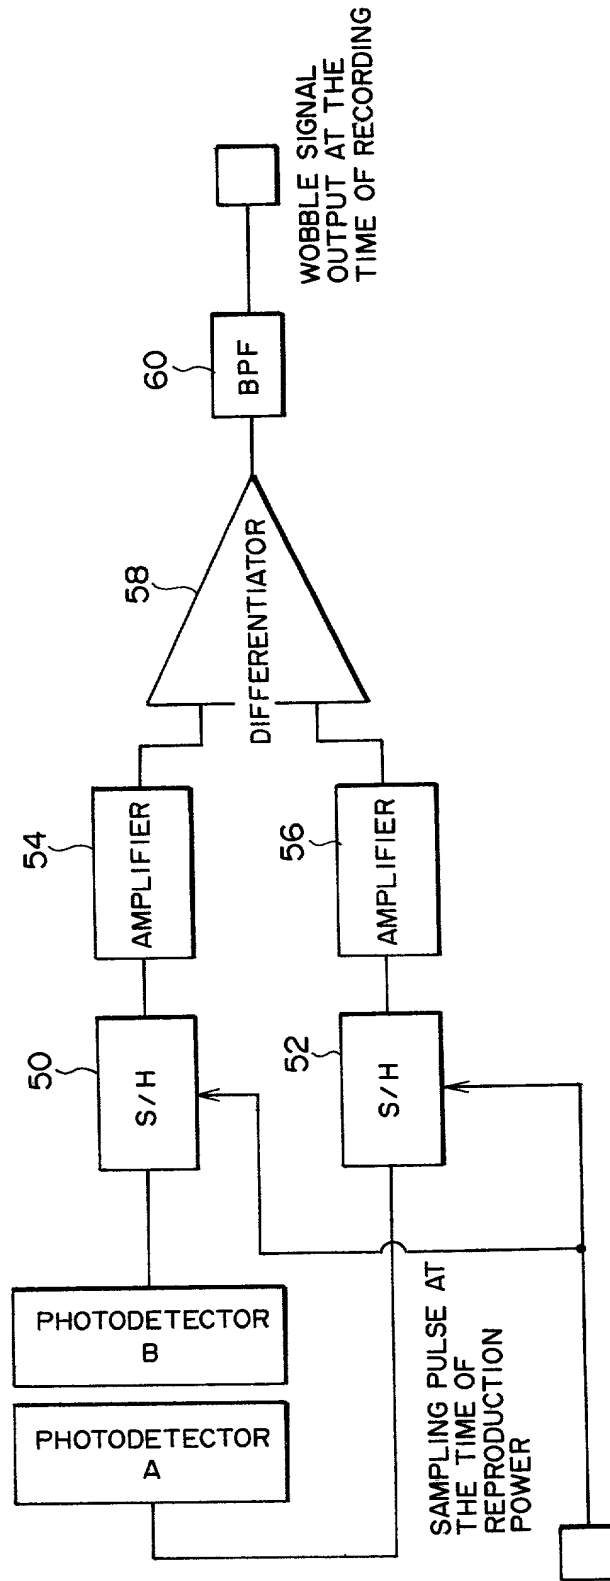 PHOTODETECTOR
B
PHOTODETECTOR
A
50
S/H
54
AMPLIFIER
52
S/H
56
AMPLIFIER
58
DIFFERENTIATOR
60
BPF
WOBBLE SIGNAL
OUTPUT AT THE
TIME OF RECORDING
SAMPLING PULSE AT
THE TIME OF
REPRODUCTION
POWER